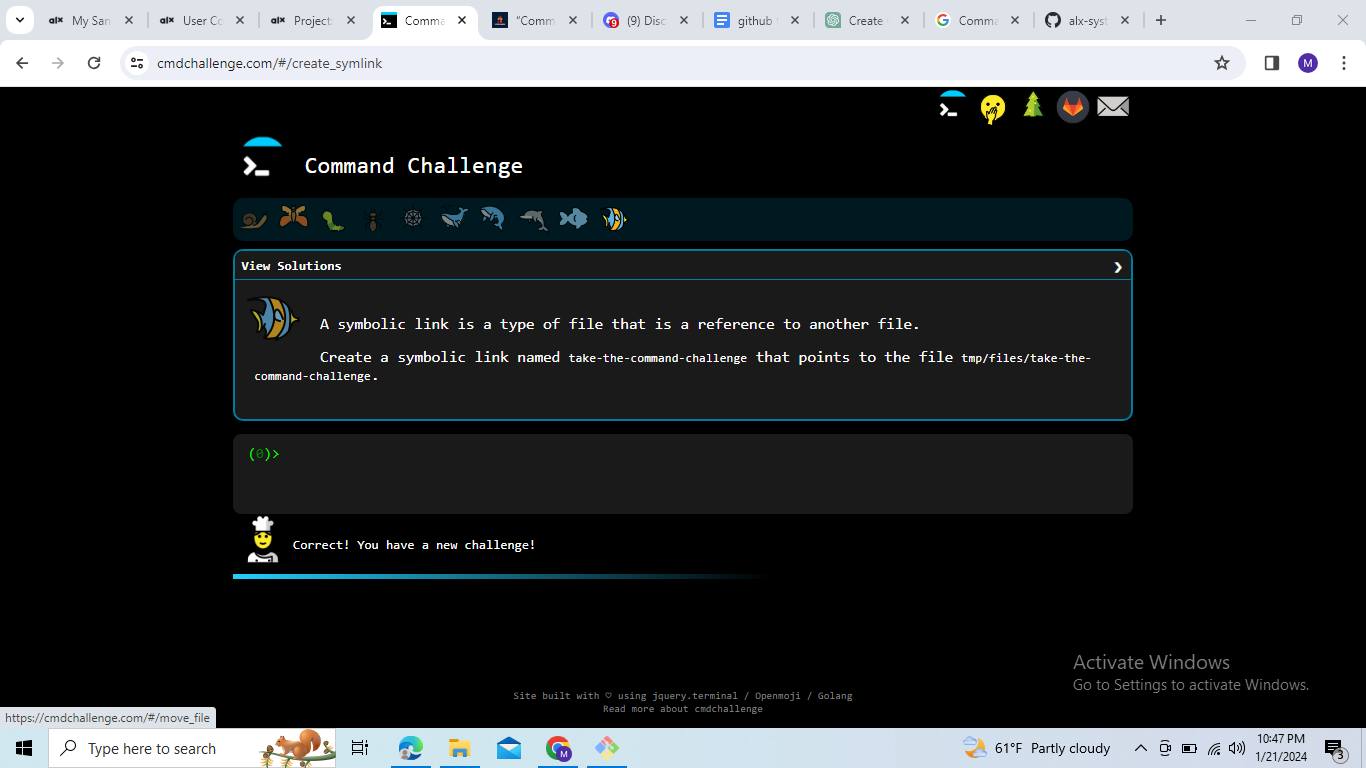 My San
User Co
Project:
Comma
"Comm
(9) Disc
github
Create
Comma
alx-syst
cmdchallenge.com/#/create_symlink
M
Command Challenge
View Solutions
A symbolic link is a type of file that is a reference to another file.
Create a symbolic link named take-the-command-challenge that points to the file tmp/files/take-the-
command-challenge.
(0)>
Correct! You have a new challenge!
Activate Windows
Go to Settings to activate Windows.
Site built with ♡ using jquery.terminal / Openmoji / Golang
Read more about cmdchallenge
https://cmdchallenge.com/#/move_file
Type here to search
M
61°F Partly cloudy
10:47 PM
1/21/2024
3